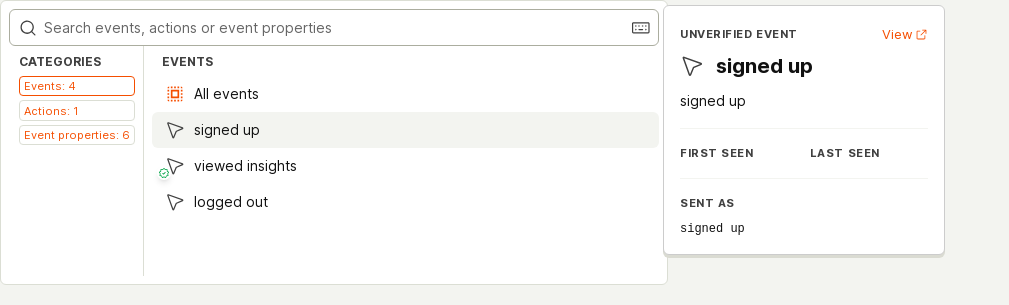 Search events, actions or event properties
CATEGORIES
Events: 4
Actions: 1
Event properties: 6
EVENTS
All events
signed up
viewed insights
logged out
UNVERIFIED EVENT
View
signed up
signed up
FIRST SEEN
LAST SEEN
SENT AS
signed up